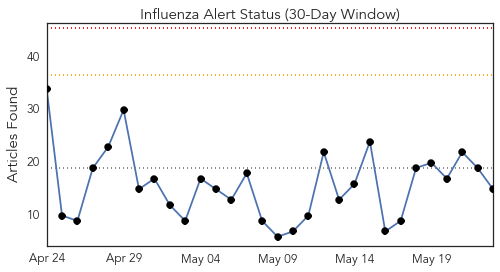 Influenza Alert Status (30-Day Window)
Articles Found
40
30
20
10
Apr 24
Apr 29
May 04
May 09
May 14
May 19